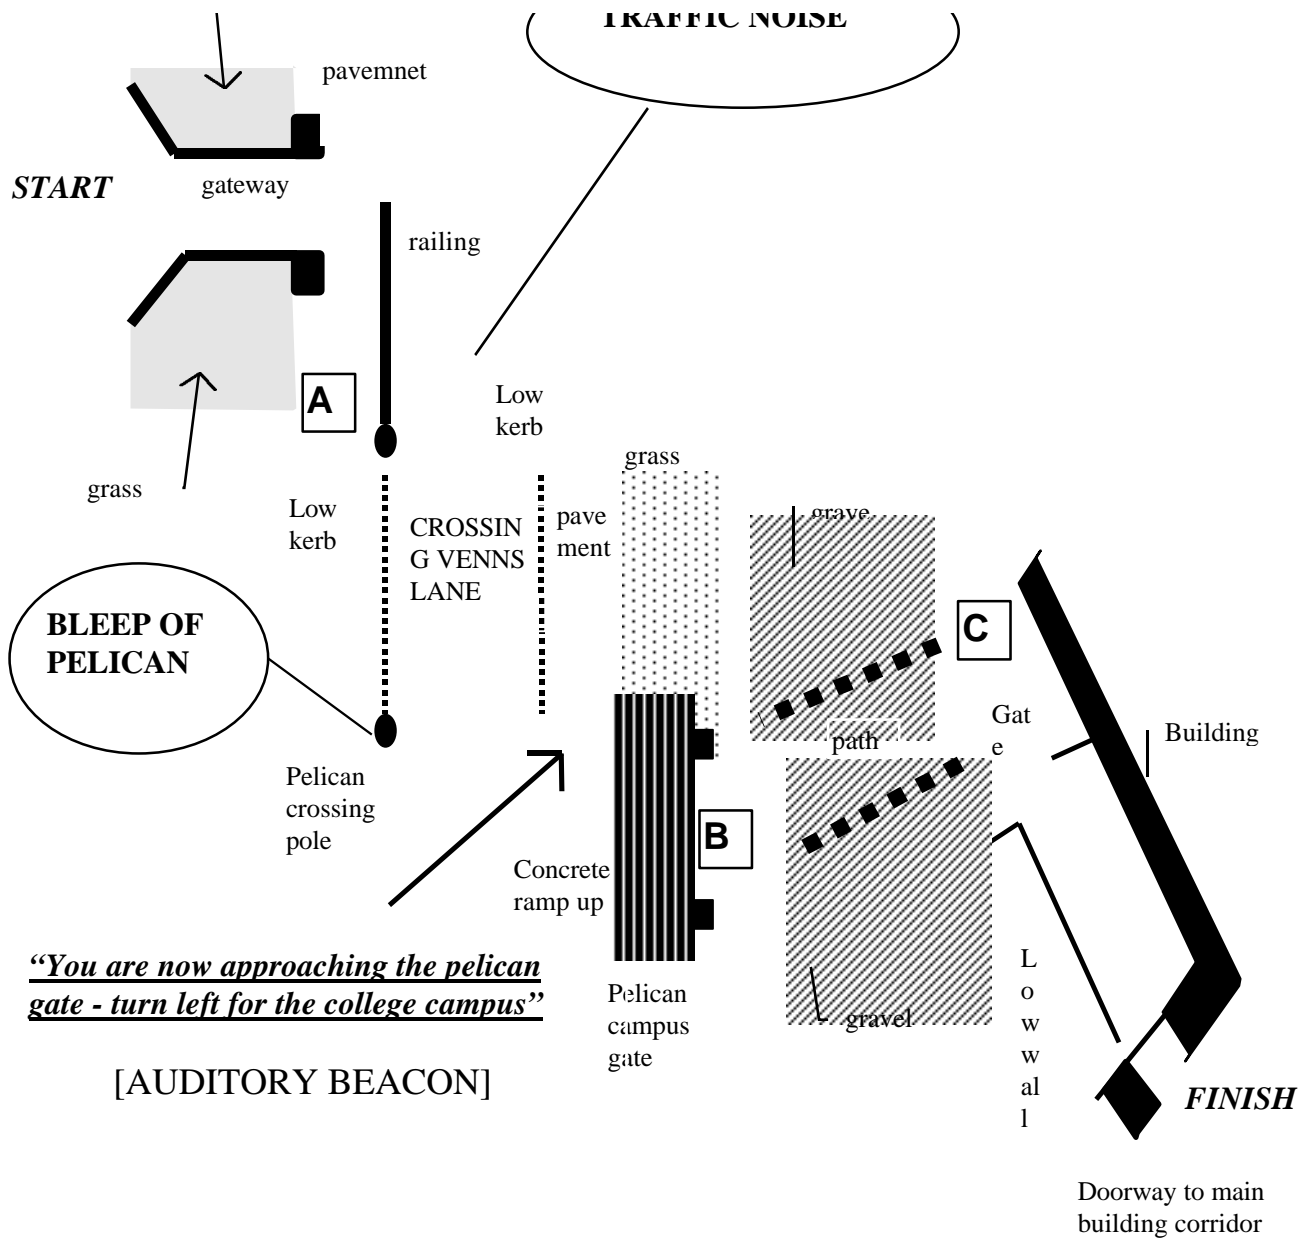 TRAFFIC NOISE
pavemnet
START
gateway
railing
A
Low
kerb
grass
grass
Low
kerb
CROSSIN
G VENNS
LANE
pave
ment
grave
BLEEP OF
PELICAN
C
Gat
e
path
Building
Pelican
crossing
pole
B
Concrete
ramp up
“You are now approaching the pelican
gate - turn left for the college campus”
Pelican
campus
gate
gravel
L
o
w
w
al
l
[AUDITORY BEACON]
FINISH
Doorway to main
building corridor